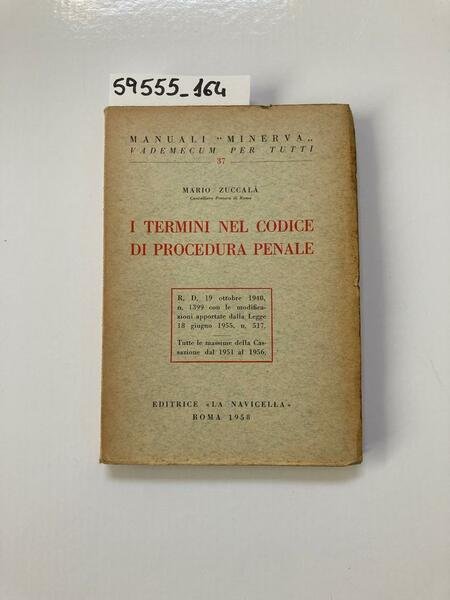 59555_164
MANUALI "MINERVA„
VADEMECUM PER TUTTI
37
MARIO ZUCCALÀ
Cancelliere Pretura di Roma
I TERMINI NEL CODICE
DI PROCEDURA PENALE
R. D. 19 ottobre 1940,
n. 1399 con le modifica-
zioni apportate dalla Legge
18 giugno 1955, n. 517.
Tutte le massime della Cas-
sazione dal 1951 al 1956.
EDITRICE «LA NAVICELLA»
ROMA 1958